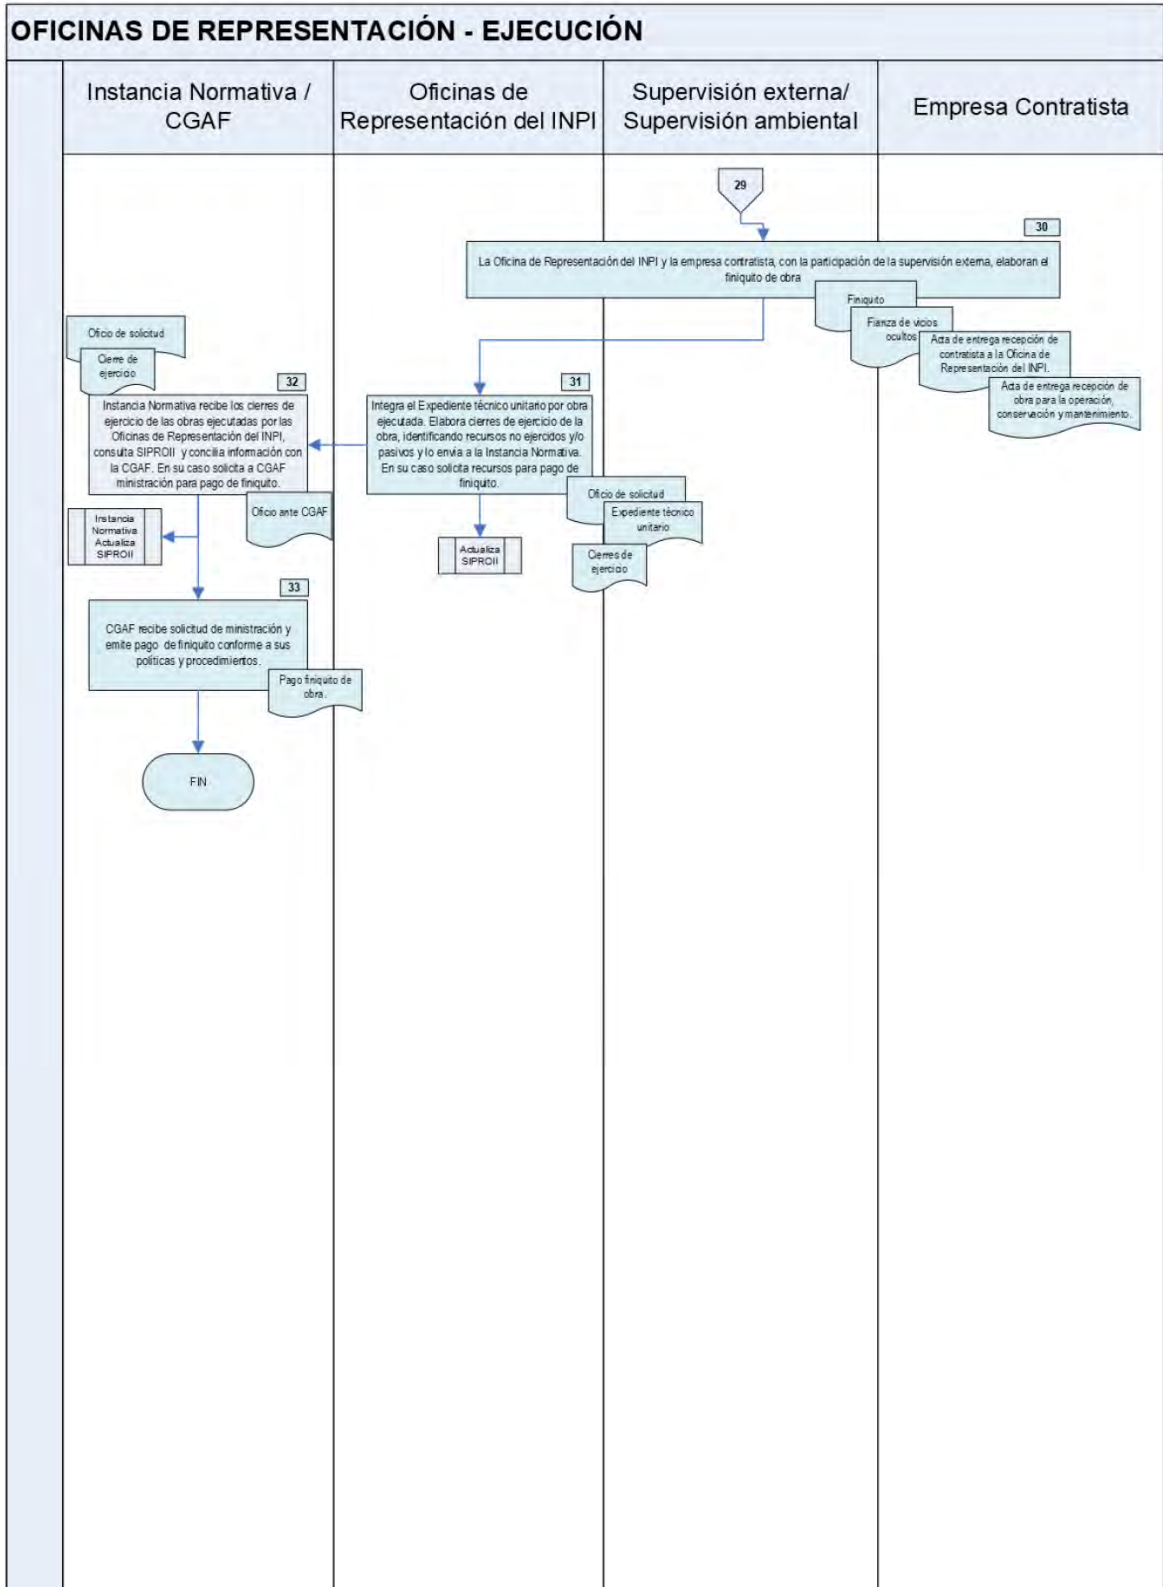 OFICINAS DE REPRESENTACIÓN - EJECUCIÓN
Instancia Normativa /
CGAF
Oficinas de
Representación del INPI
Supervisión externa/
Supervisión ambiental
Empresa Contratista
29
30
La Oficina de Representación del INPI y la empresa contratista, con la participación de la supervisión externa, elaboran el
finiquito de obra
Finiquito
Fianza de vicios
ocultos
Acta de entrega recepción de
contratista a la Oficina de
Representación del INPI.
Acta de entrega recepción de
obra para la operación,
conservación y mantenimiento.
Oficio de solicitud
Cierre de
ejercicio
32
Instancia Normativa recibe los cierres de
ejercicio de las obras ejecutadas por las
Oficinas de Representación del INPI,
consulta SIPROII y concilia información con
la CGAF. En su caso solicita a CGAF
ministración para pago de finiquito.
Oficio ante CGAF
Instancia
Normativa
Actualiza
SIPROII
31
Integra el Expediente técnico unitario por obra
ejecutada. Elabora cierres de ejercicio de la
obra, identificando recursos no ejercidos y/o
pasivos y lo envía a la Instancia Normativa.
En su caso solicita recursos para pago de
finiquito.
Oficio de solicitud
Expediente técnico
unitario
Cierres de
ejercicio
Actualiza
SIPROII
33
CGAF recibe solicitud de ministración y
emite pago de finiquito conforme a sus
políticas y procedimientos.
Pago finiquito de
obra.
FIN